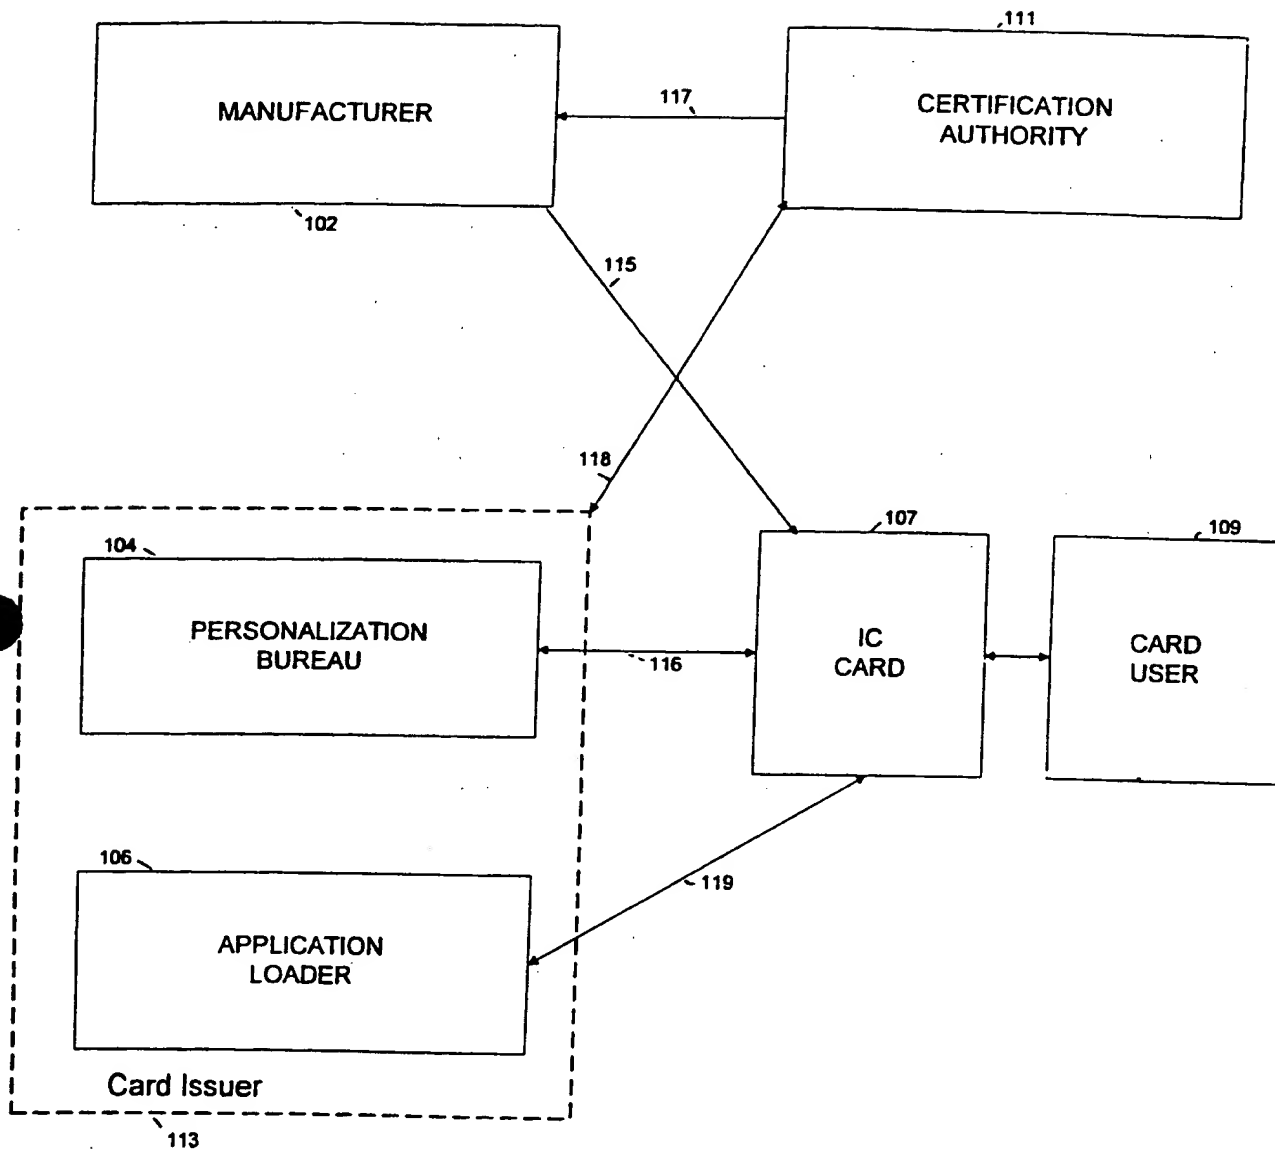 111
MANUFACTURER
117
CERTIFICATION
AUTHORITY
102
115
118
104
107
109
PERSONALIZATION
BUREAU
116
IC
CARD
CARD
USER
106
119
APPLICATION
LOADER
Card Issuer
113